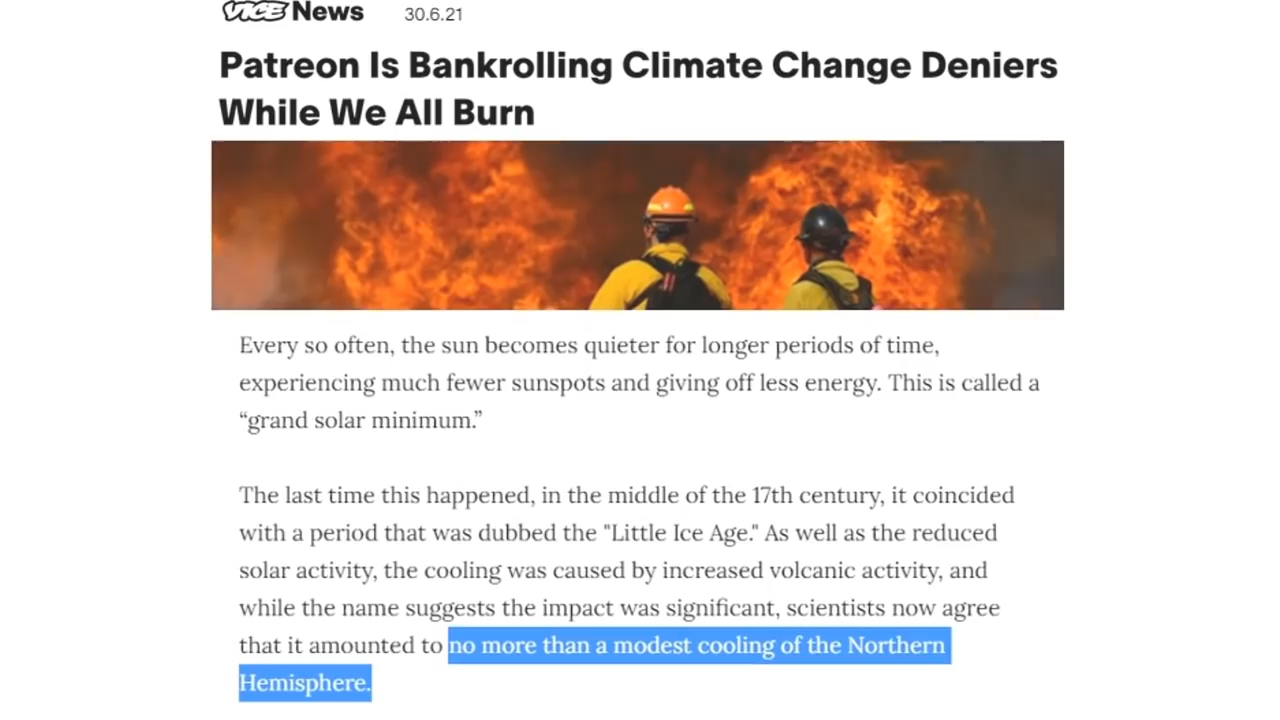 VICE News 30.6.21
Patreon Is Bankrolling Climate Change Deniers
While We All Burn
Every so often, the sun becomes quieter for longer periods of time,
experiencing much fewer sunspots and giving off less energy. This is called a
“grand solar minimum.”
The last time this happened, in the middle of the 17th century, it coincided
with a period that was dubbed the "Little Ice Age." As well as the reduced
solar activity, the cooling was caused by increased volcanic activity, and
while the name suggests the impact was significant, scientists now agree
that it amounted to no more than a modest cooling of the Northern
Hemisphere.